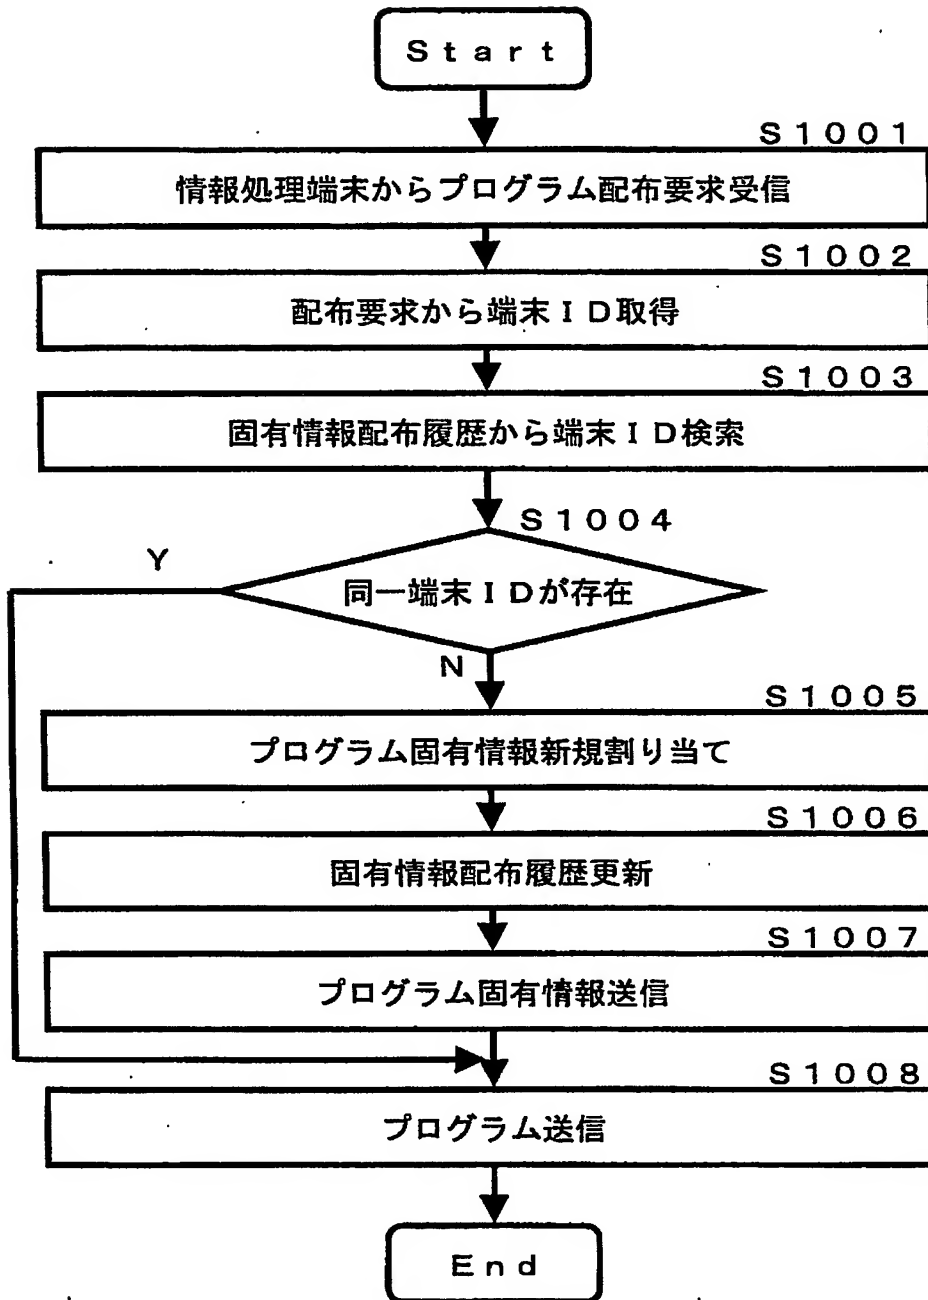 Ｓｔａｒｔ
Ｓ１００１
情報処理端末からプログラム配布要求受信
Ｓ１００２
配布要求から端末ＩＤ取得
Ｓ１００３
固有情報配布履歴から端末ＩＤ検索
Ｓ１００４
Ｙ
同一端末ＩＤが存在
Ｎ
Ｓ１００５
プログラム固有情報新規割り当て
Ｓ１００６
固有情報配布履歴更新
Ｓ１００７
プログラム固有情報送信
Ｓ１００８
プログラム送信
Ｅｎｄ